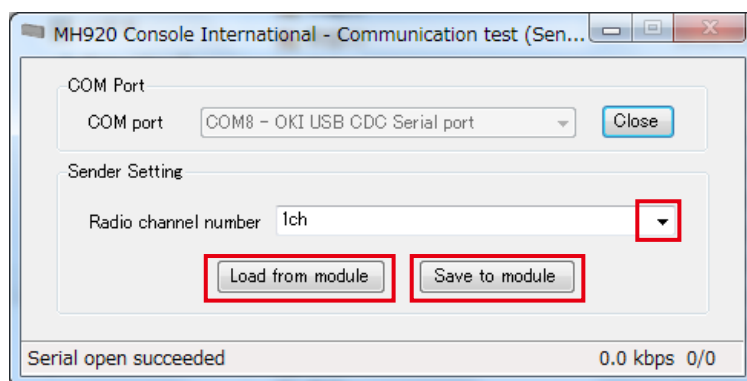 MH920 Console International - Communication test (Sen...
COM Port
COM port COM8 - OKI USB CDC Serial port Close
Sender Setting
Radio channel number 1ch
Load from module Save to module
Serial open succeeded 0.0 kbps 0/0